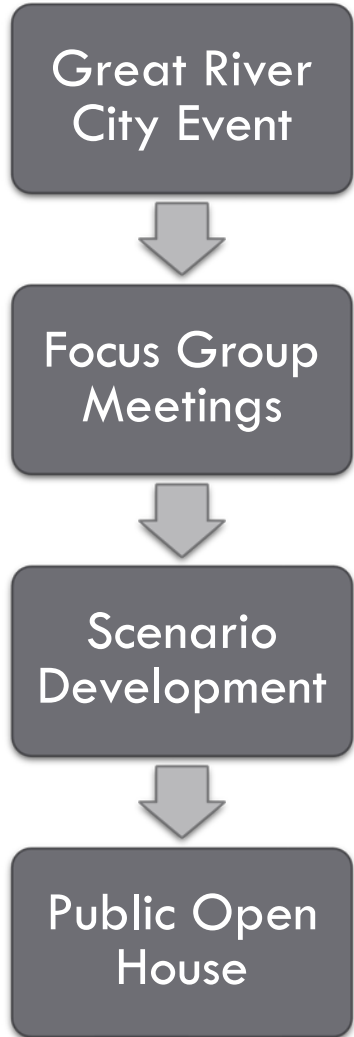 Great River
City Event
Focus Group
Meetings
Scenario
Development
Public Open
House